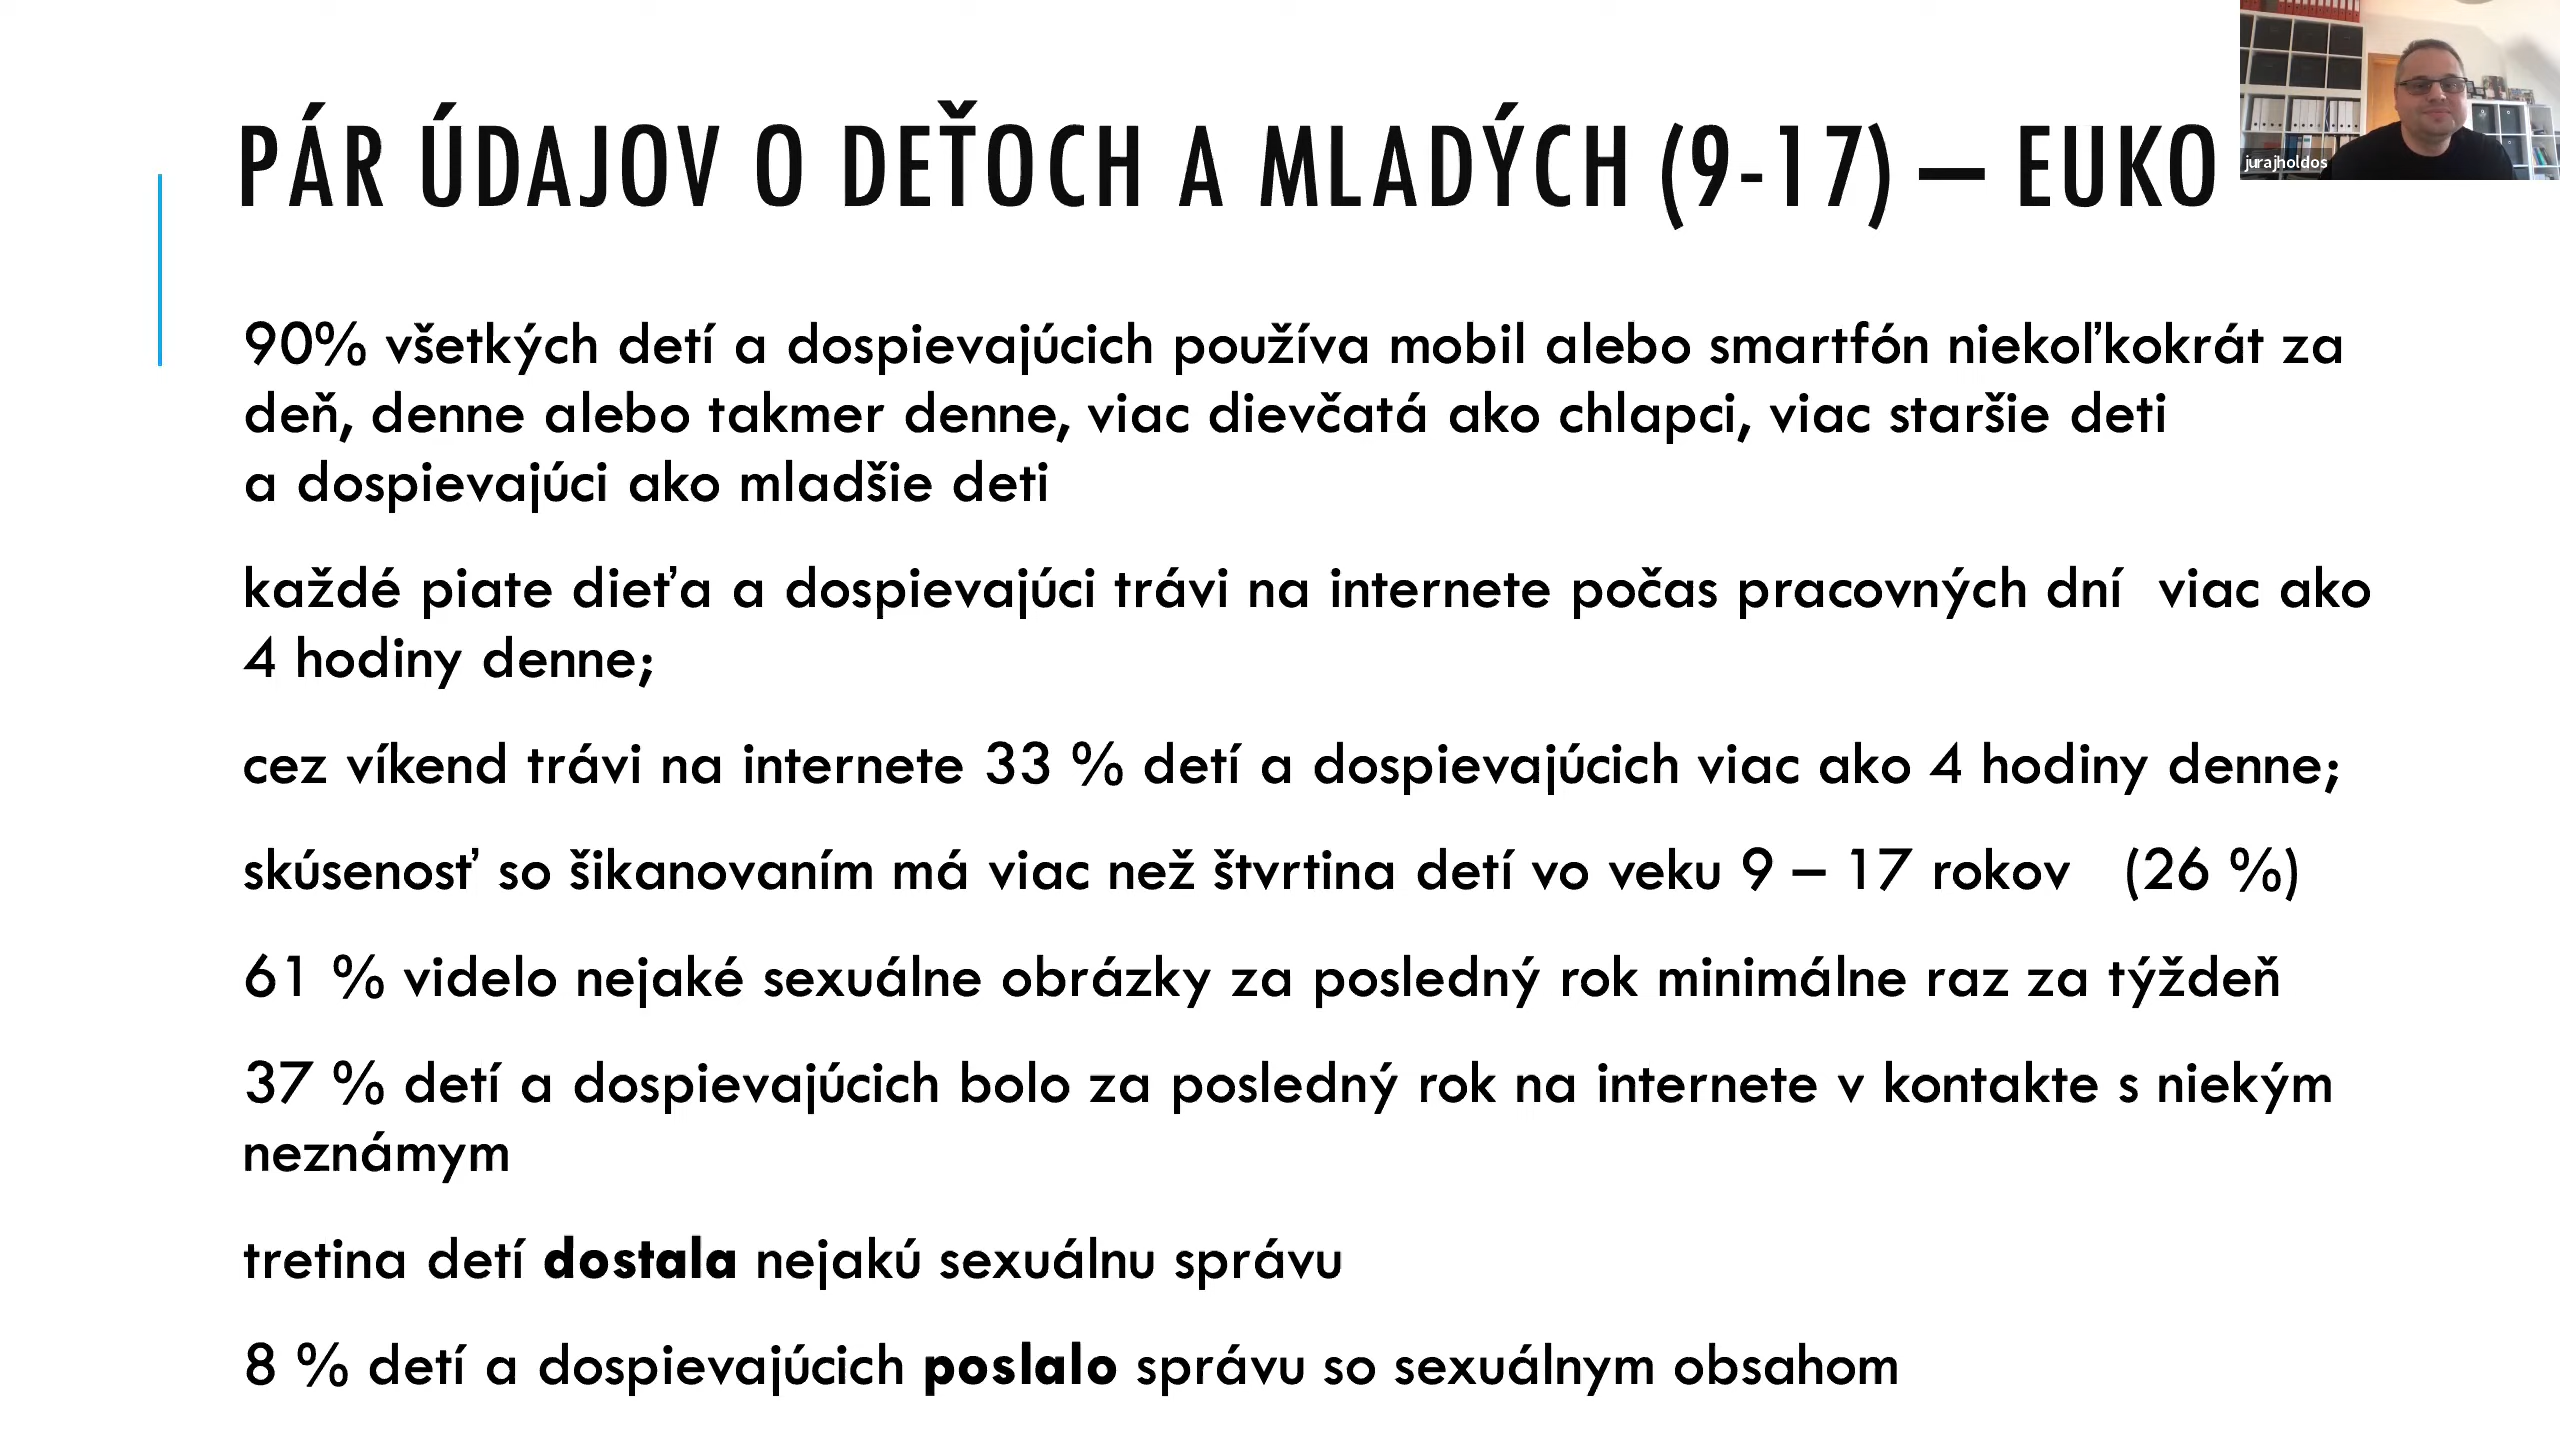 PÁR ÚDAJOV O DEŤOCH A MLADÝCH (9-17) – EUKO
jurajholdos
90% všetkých detí a dospievajúcich používa mobil alebo smartfón niekoľkokrát za
deň, denne alebo takmer denne, viac dievčatá ako chlapci, viac staršie deti
a dospievajúci ako mladšie deti
každé piate dieťa a dospievajúci trávi na internete počas pracovných dní  viac ako
4 hodiny denne;
cez víkend trávi na internete 33 % detí a dospievajúcich viac ako 4 hodiny denne;
skúsenosť so šikanovaním má viac než štvrtina detí vo veku 9 – 17 rokov   (26 %)
61 % videlo nejaké sexuálne obrázky za posledný rok minimálne raz za týždeň
37 % detí a dospievajúcich bolo za posledný rok na internete v kontakte s niekým
neznámym
tretina detí dostala nejakú sexuálnu správu
8 % detí a dospievajúcich poslalo správu so sexuálnym obsahom